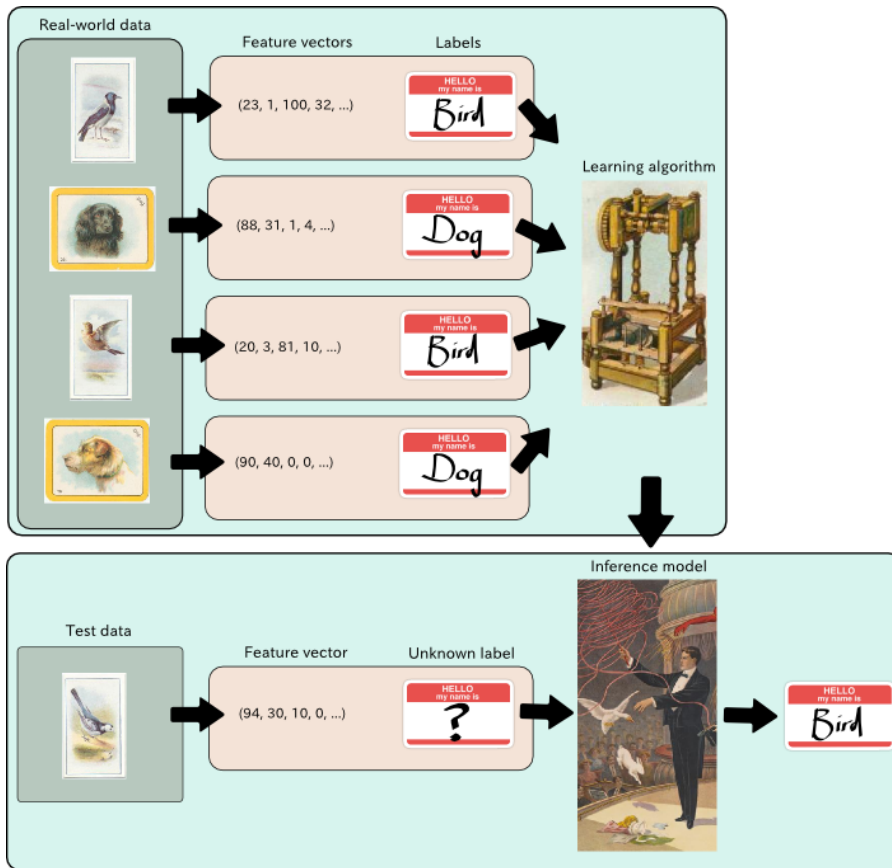 Real-world data
Feature vectors
Labels
(23, 1, 100, 32, ...)
HELLO
my name is
Bird
Learning algorithm
(88, 31, 1, 4, ...)
HELLO
my name is
Dog
(20, 3, 81, 10, ...)
HELLO
my name is
Bird
(90, 40, 0, 0, ...)
HELLO
my name is
Dog
Inference model
Test data
Feature vector
Unknown label
(94, 30, 10, 0, ...)
HELLO
my name is
?
HELLO
my name is
Bird